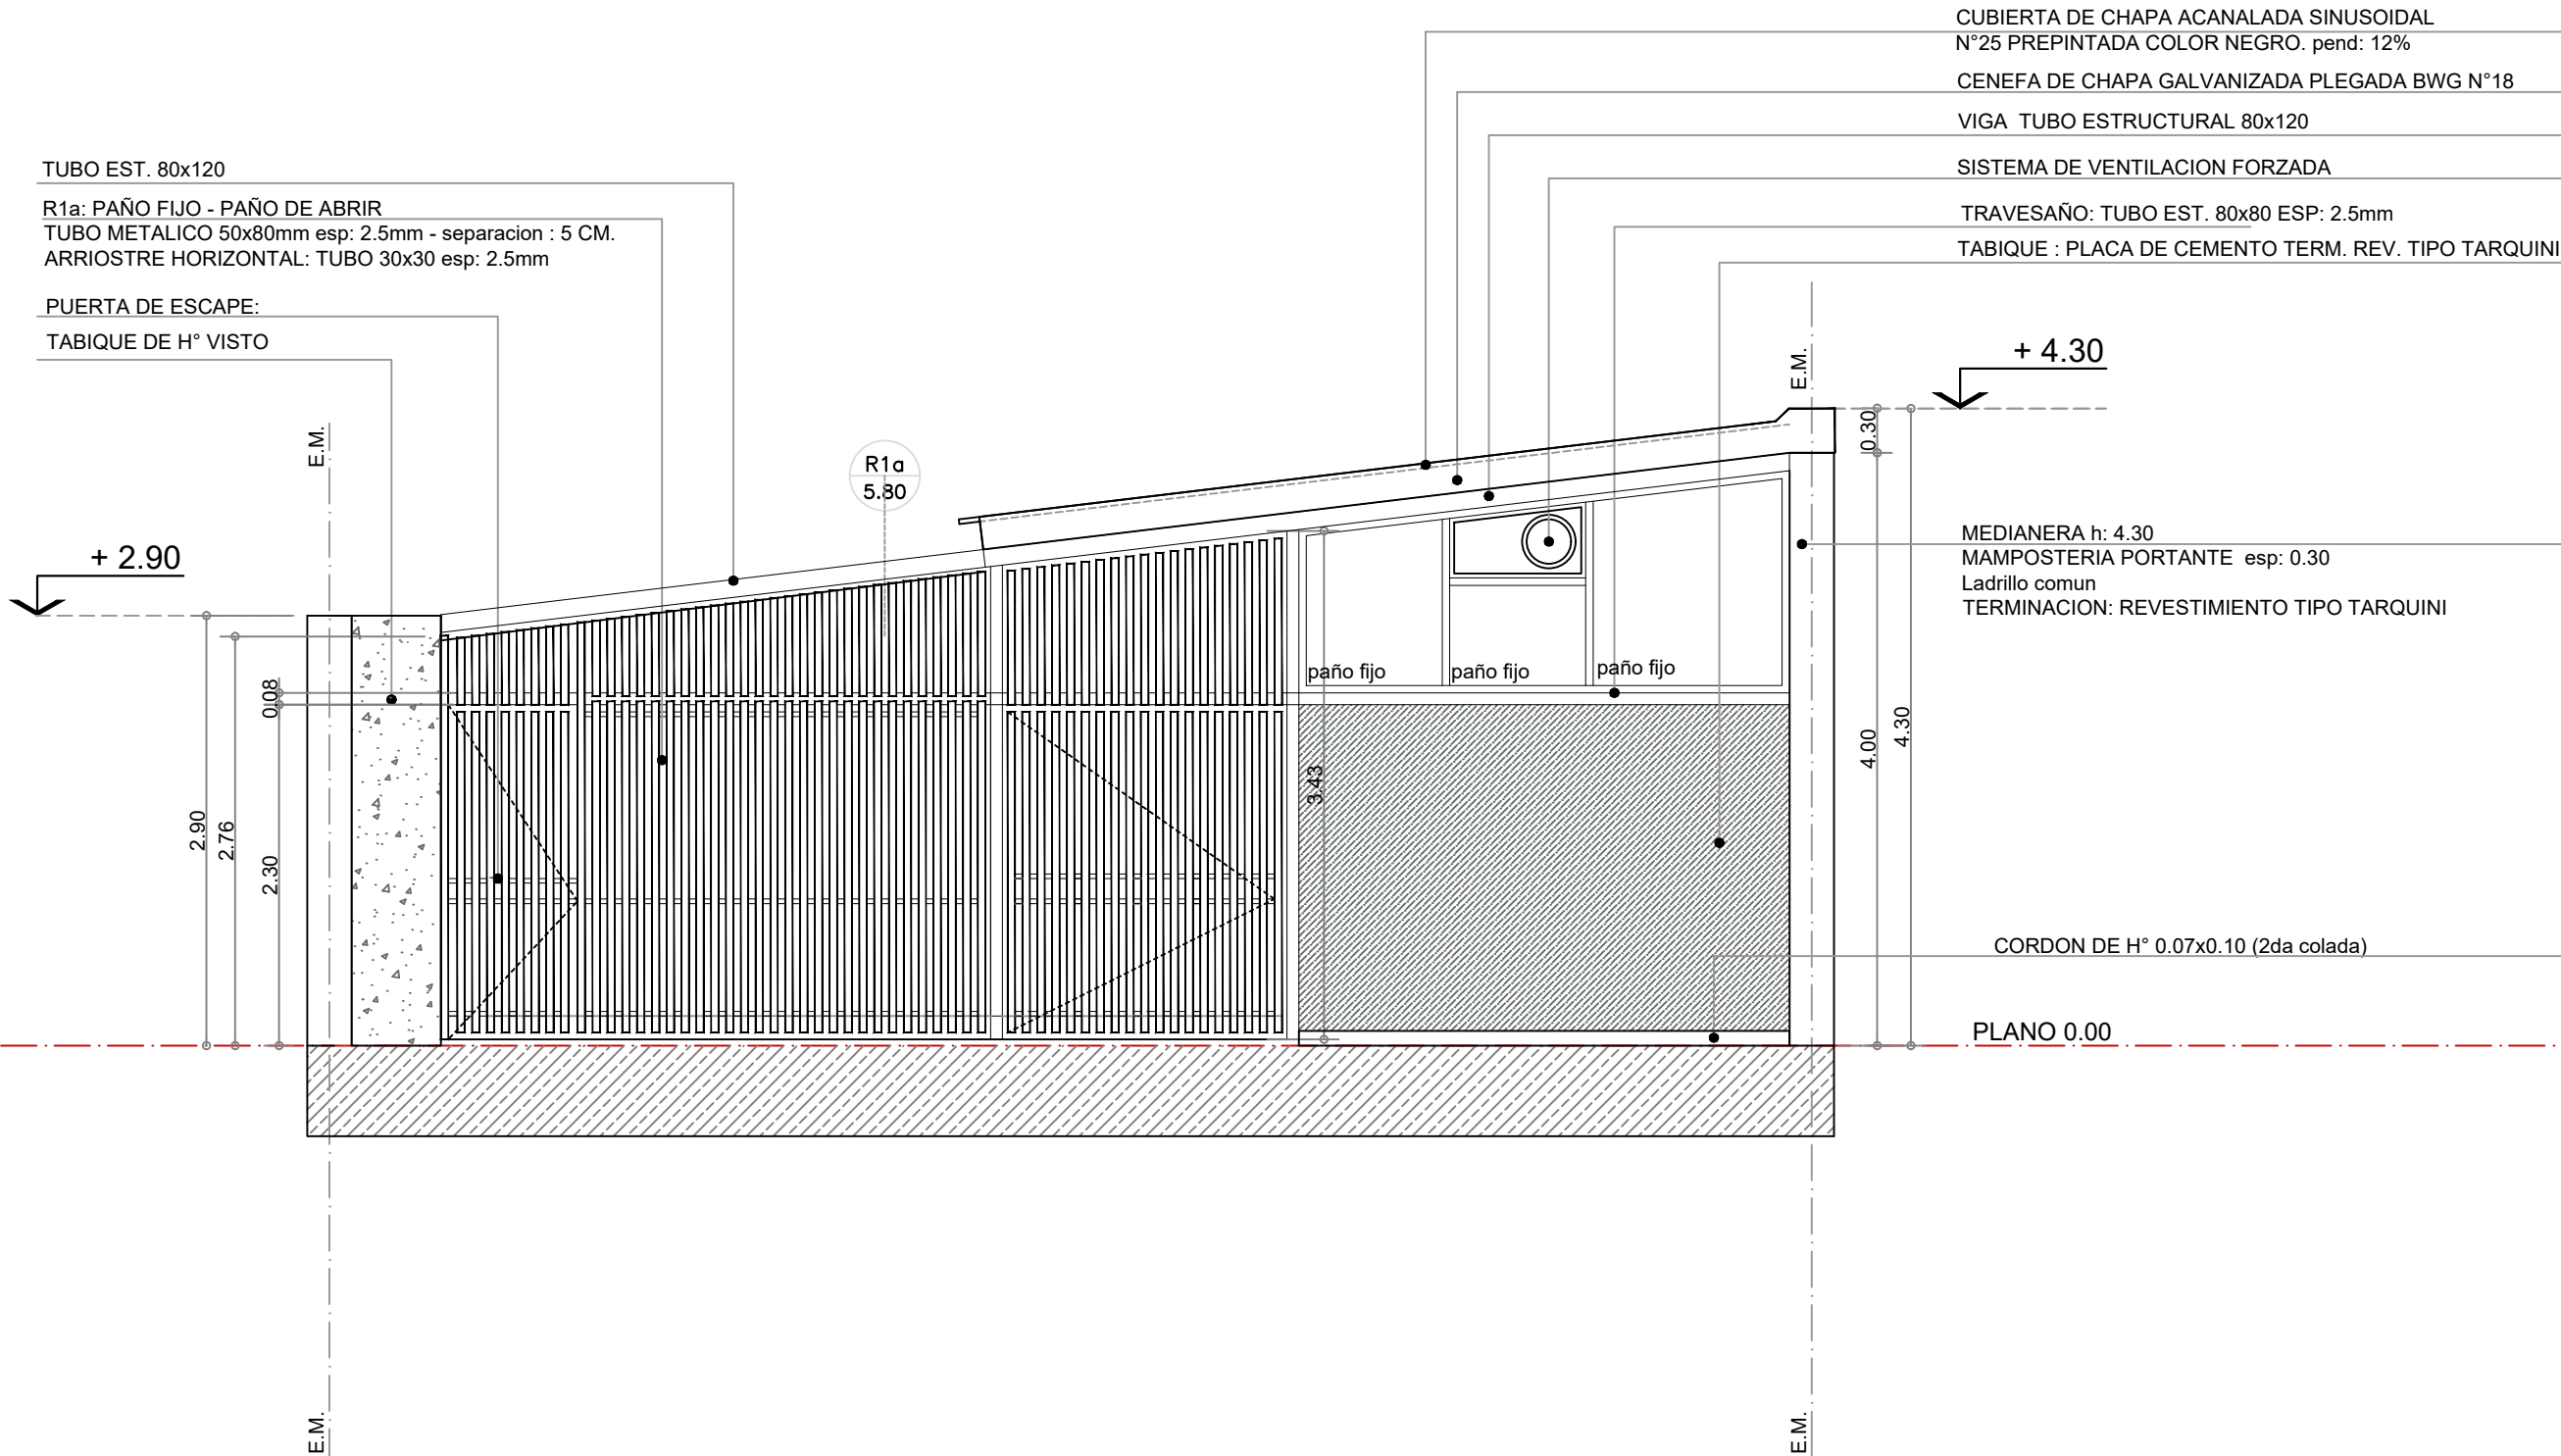 CUBIERTA DE CHAPA ACANALADA SINUSOIDAL
N°25 PREPINTADA COLOR NEGRO. pend: 12%
CENEFA DE CHAPA GALVANIZADA PLEGADA BWG N°18
VIGA TUBO ESTRUCTURAL 80x120
SISTEMA DE VENTILACION FORZADA
TRAVESAÑO: TUBO EST. 80x80 ESP: 2.5mm
TABIQUE : PLACA DE CEMENTO TERM. REV. TIPO TARQUINI
TUBO EST. 80x120
R1a: PAÑO FIJO - PAÑO DE ABRIR
TUBO METALICO 50x80mm esp: 2.5mm - separacion : 5 CM.
ARRIOSTRE HORIZONTAL: TUBO 30x30 esp: 2.5mm
PUERTA DE ESCAPE:
TABIQUE DE H° VISTO
+ 4.30
E.M.
E.M.
0.30
R1a
5.80
+ 2.90
MEDIANERA h: 4.30
MAMPOSTERIA PORTANTE esp: 0.30
Ladrillo comun
TERMINACION: REVESTIMIENTO TIPO TARQUINI
paño fijo
paño fijo
paño fijo
0.08
2.90
2.76
2.30
3.43
4.00
4.30
CORDON DE H° 0.07x0.10 (2da colada)
PLANO 0.00
E.M.
E.M.